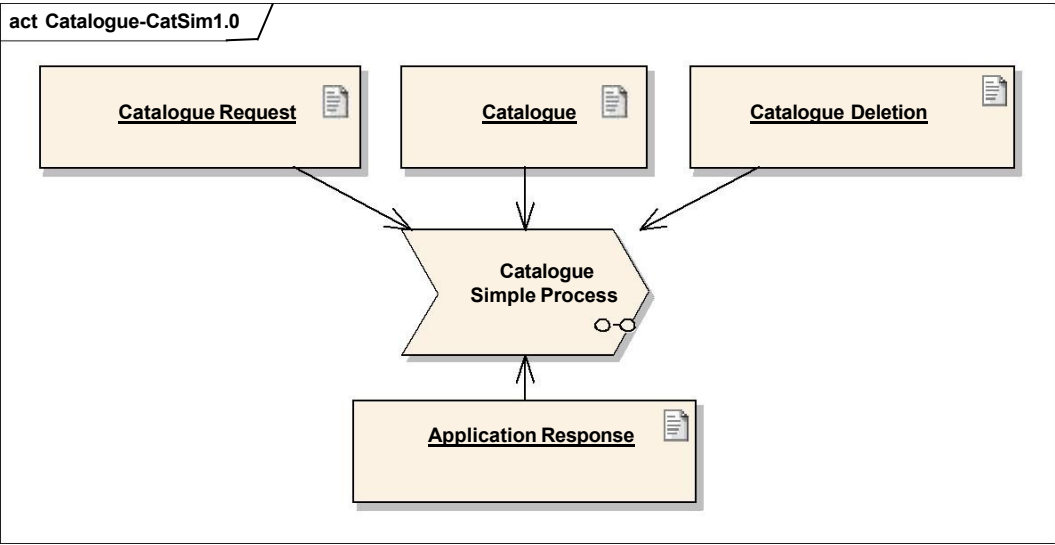 act Catalogue-CatSim1.0
Catalogue Request
Catalogue
Catalogue Deletion
Catalogue
Simple Process
Application Response